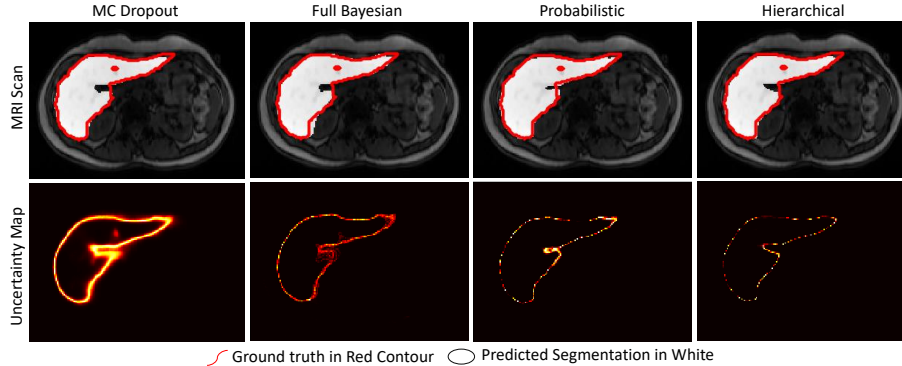 MC Dropout
Full Bayesian
Probabilistic
Hierarchical
MRI Scan
Uncertainty Map
Ground truth in Red Contour
Predicted Segmentation in White